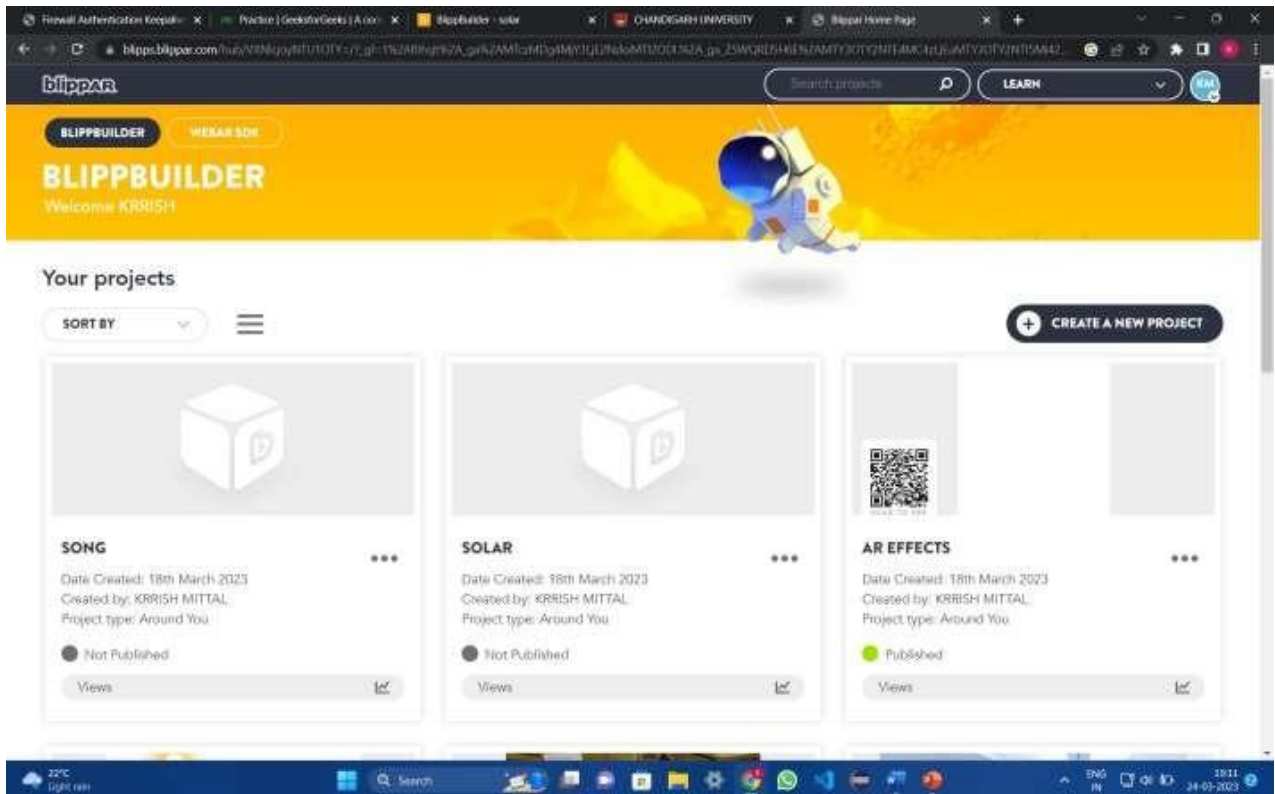 Firewall Authentication Keepaliv
Practice | GeeksforGeeks | A com
BlippBuilder - solar
CHANDIGARH UNIVERSITY
Blippar Home Page
blippar
Search projects
LEARN
KM
BLIPPBUILDER
WEBAR SDK
BLIPPBUILDER
Welcome KRRISH
Your projects
SORT BY
CREATE A NEW PROJECT
SONG
Date Created: 18th March 2023
Created by: KRRISH MITTAL
Project type: Around You
Not Published
Views
SOLAR
Date Created: 18th March 2023
Created by: KRRISH MITTAL
Project type: Around You
Not Published
Views
AR EFFECTS
Date Created: 18th March 2023
Created by: KRRISH MITTAL
Project type: Around You
Published
Views
22°C
Light rain
Search
ENG
IN
24-03-2023